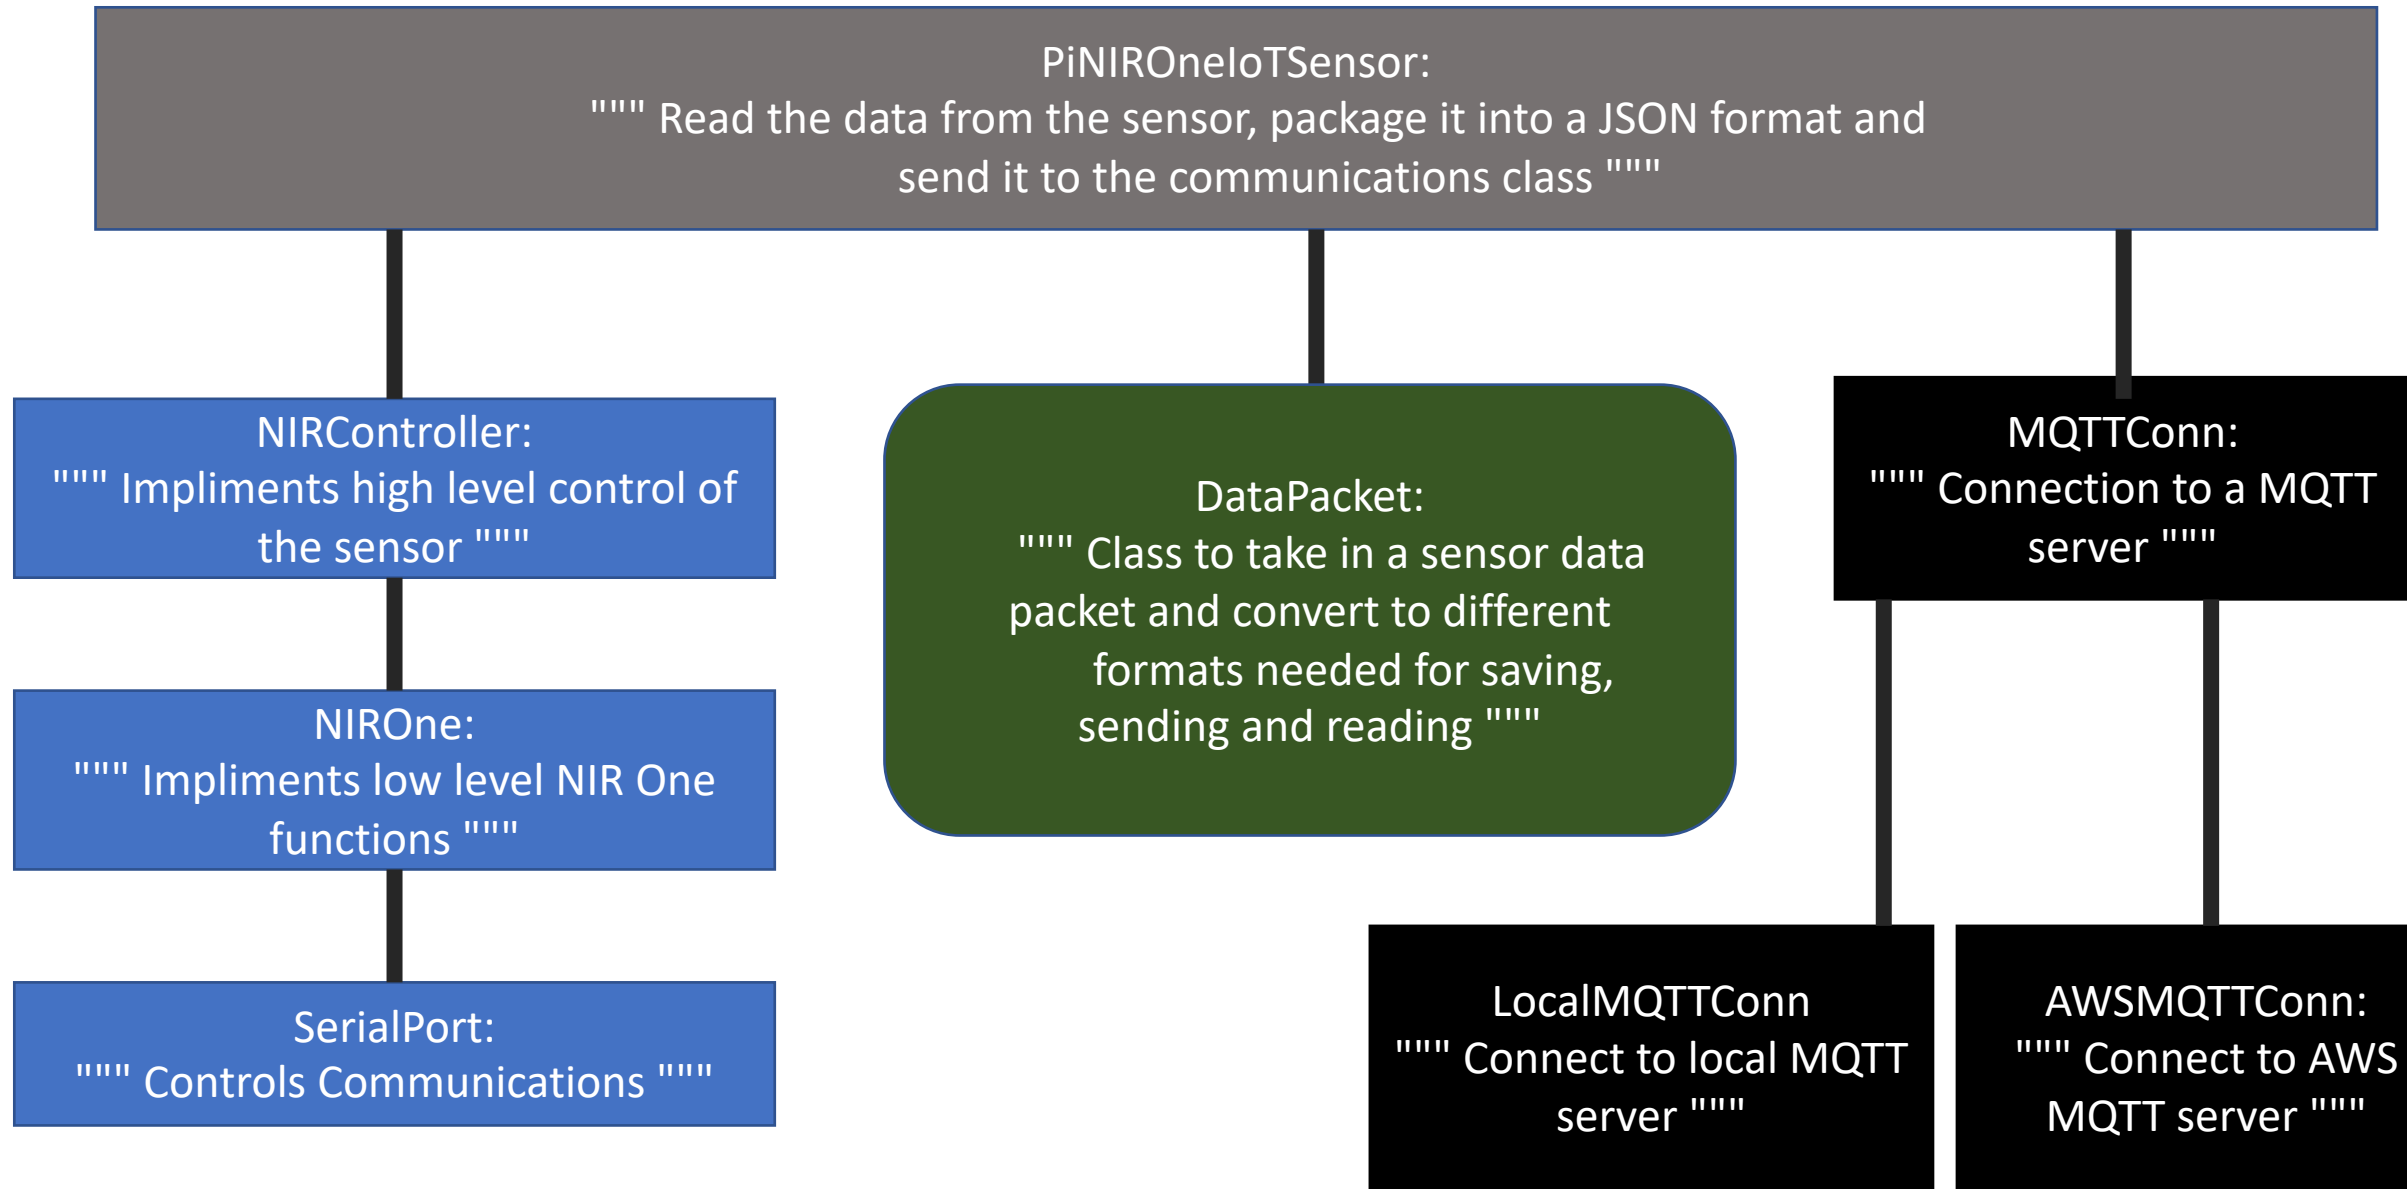 PiNIROneIoTSensor:
""" Read the data from the sensor, package it into a JSON format and
send it to the communications class """
NIRController:
""" Impliments high level control of
the sensor """
NIROne:
""" Impliments low level NIR One
functions """
SerialPort:
""" Controls Communications """
DataPacket:
""" Class to take in a sensor data
packet and convert to different
formats needed for saving,
sending and reading """
MQTTConn:
""" Connection to a MQTT
server """
LocalMQTTConn
""" Connect to local MQTT
server """
AWSMQTTConn:
""" Connect to AWS
MQTT server """